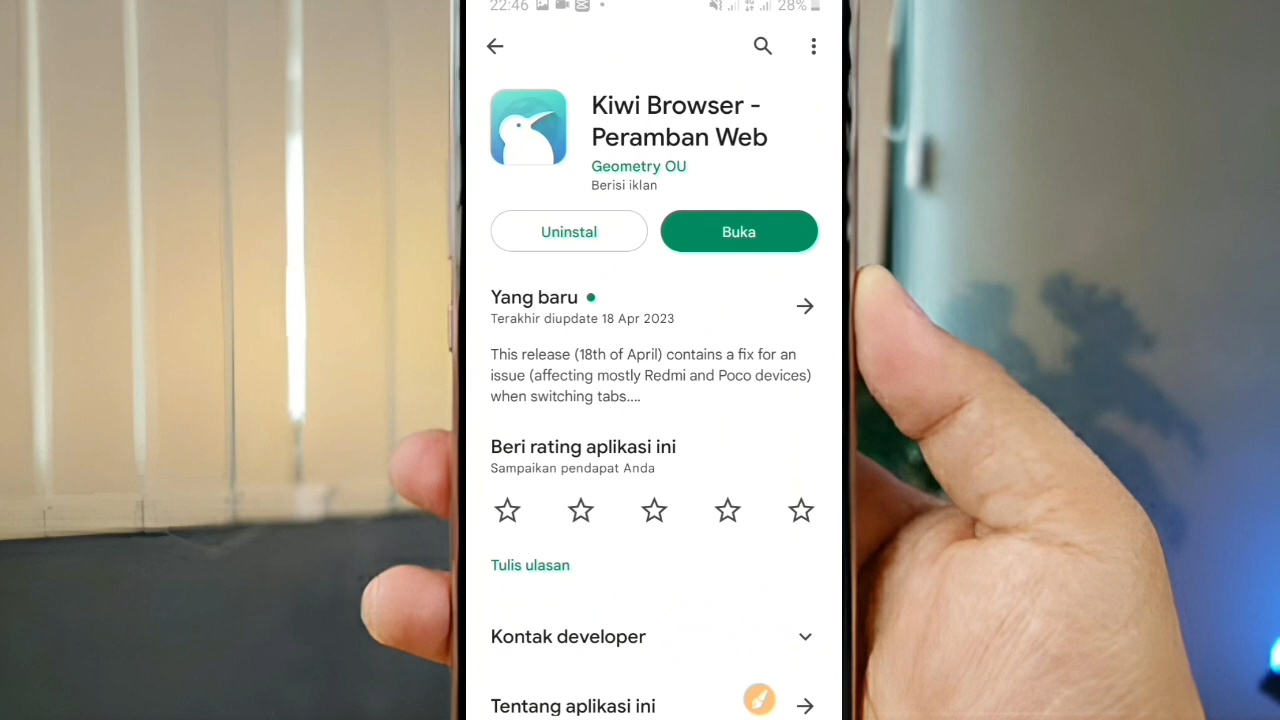 22:46 28%
Kiwi Browser -
Peramban Web
Geometry OU
Berisi iklan
Uninstal
Buka
Yang baru
Terakhir diupdate 18 Apr 2023
This release (18th of April) contains a fix for an
issue (affecting mostly Redmi and Poco devices)
when switching tabs....
Beri rating aplikasi ini
Sampaikan pendapat Anda
Tulis ulasan
Kontak developer
Tentang aplikasi ini